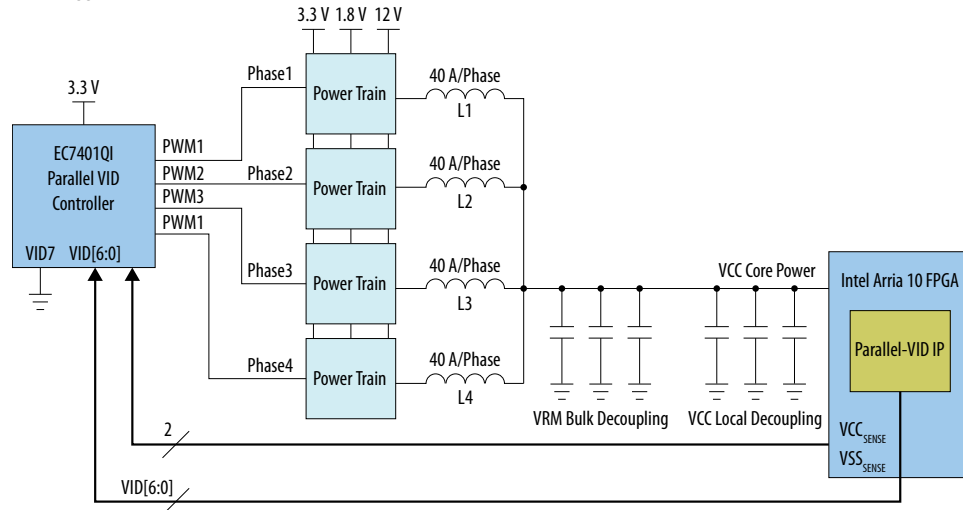 3.3 V 1.8 V 12 V
3.3 V
EC7401QI
Parallel VID
Controller
VID7 VID[6:0]
PWM1
PWM2
PWM3
PWM1
Phase1
Phase2
Phase3
Phase4
Power Train
Power Train
Power Train
Power Train
40 A/Phase
L1
40 A/Phase
L2
40 A/Phase
L3
40 A/Phase
L4
VRM Bulk Decoupling
VCC Core Power
VCC Local Decoupling
Intel Arria 10 FPGA
Parallel-VID IP
VCCSENSE
VSSSENSE
2
VID[6:0]